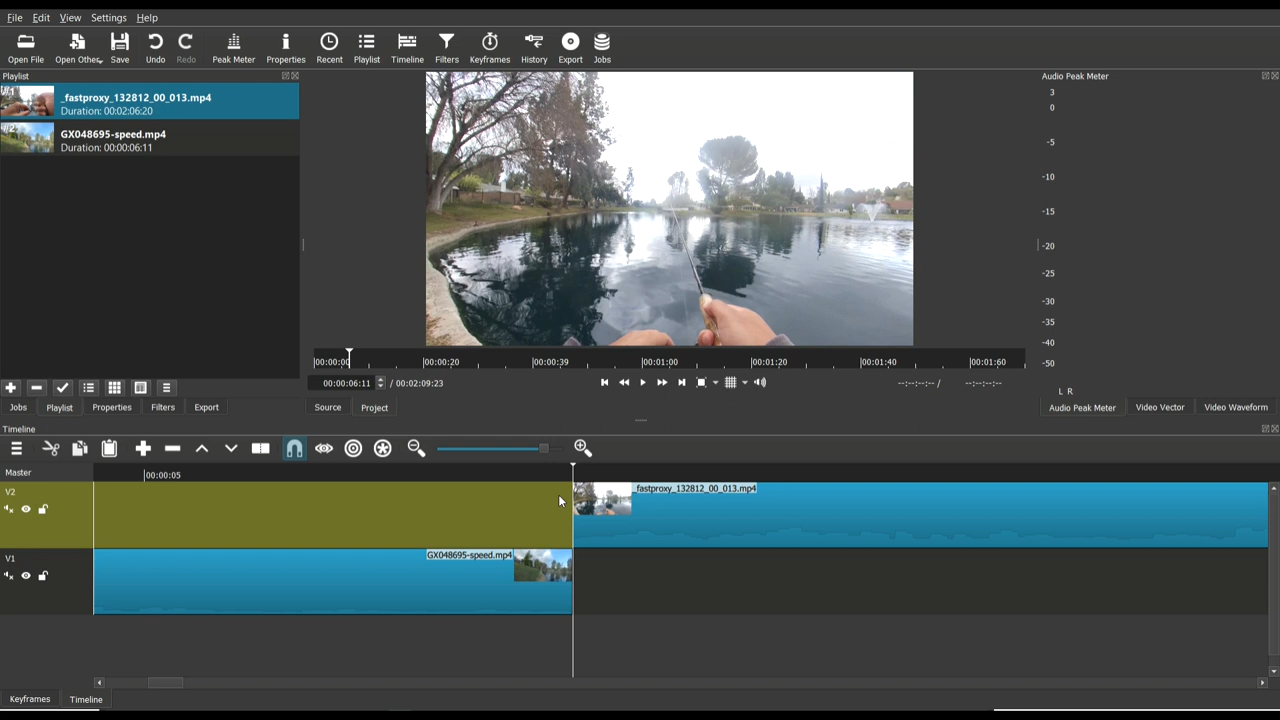 File Edit View Settings Help
Open File Open Other Save Undo Redo Peak Meter Properties Recent Playlist Timeline Filters Keyframes History Export Jobs
Playlist
#1 _fastproxy_132812_00_013.mp4
Duration: 00:02:06:20
#2 GX048695-speed.mp4
Duration: 00:00:06:11
Audio Peak Meter
3
0
-5
-10
-15
-20
-25
-30
-35
-40
-50
L R
00:00:00 00:00:20 00:00:39 00:01:00 00:01:20 00:01:40 00:01:60
00:00:06:11 / 00:02:09:23 --:--:--:-- / --:--:--:--
Jobs Playlist Properties Filters Export Source Project Audio Peak Meter Video Vector Video Waveform
Timeline
Master 00:00:05
V2 _fastproxy_132812_00_013.mp4
V1 GX048695-speed.mp4
Keyframes Timeline